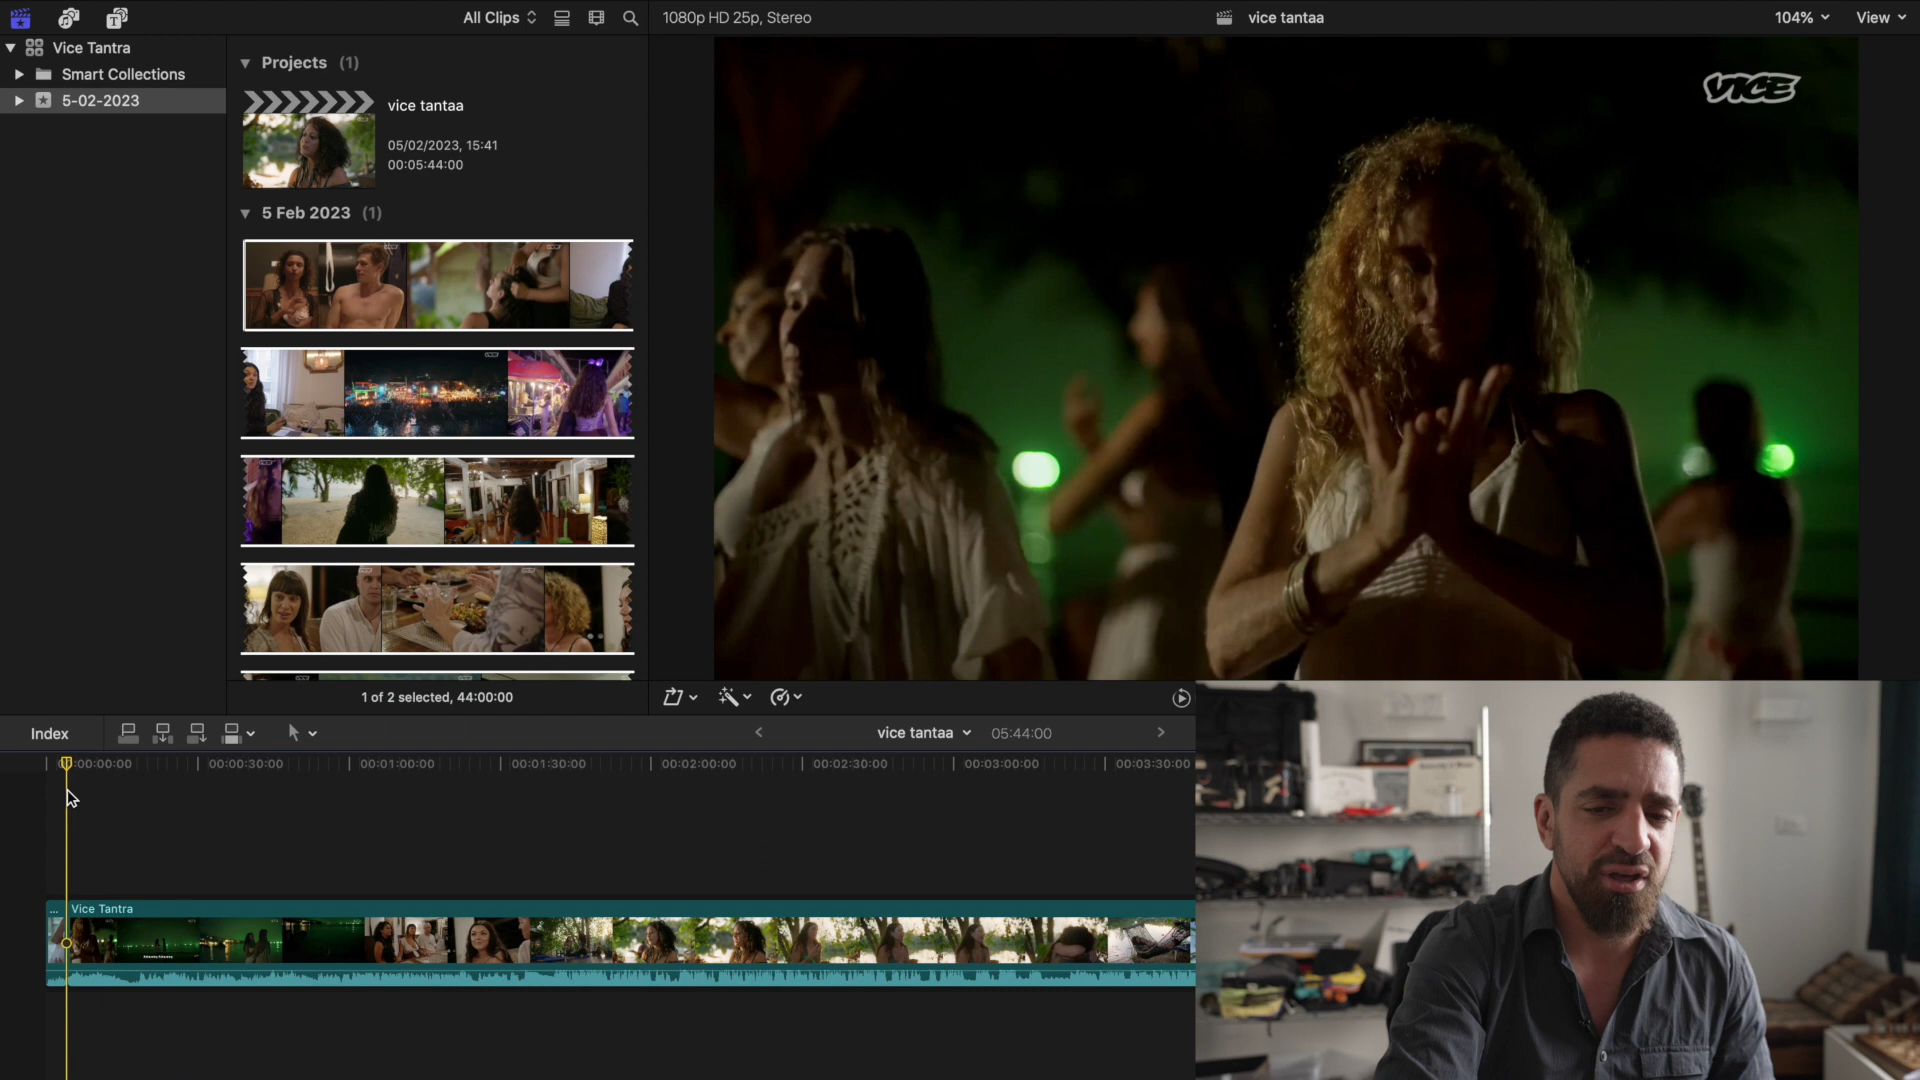 All Clips
1080p HD 25p, Stereo
vice tantaa
104%
View
Vice Tantra
Smart Collections
5-02-2023
Projects (1)
vice tantaa
05/02/2023, 15:41
00:05:44:00
5 Feb 2023 (1)
VICE
1 of 2 selected, 44:00:00
Index
vice tantaa
05:44:00
00:00:30:00
00:01:00:00
00:01:30:00
00:02:00:00
00:02:30:00
00:03:00:00
00:03:30:00
... Vice Tantra